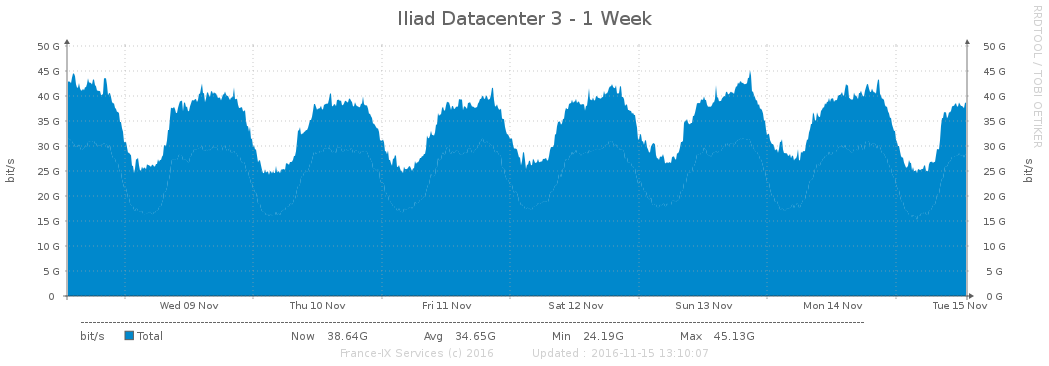 Iliad Datacenter 3 - 1 Week
RRDTOOL / TOBI OETIKER
bit/s
50 G
45 G
40 G
35 G
30 G
25 G
20 G
15 G
10 G
5 G
0
50 G
45 G
40 G
35 G
30 G
25 G
20 G
15 G
10 G
5 G
0 G
bit/s
Wed 09 Nov Thu 10 Nov Fri 11 Nov Sat 12 Nov Sun 13 Nov Mon 14 Nov Tue 15 Nov
bit/s Total Now 38.64G Avg 34.65G Min 24.19G Max 45.13G
France-IX Services (c) 2016 Updated : 2016-11-15 13:10:07